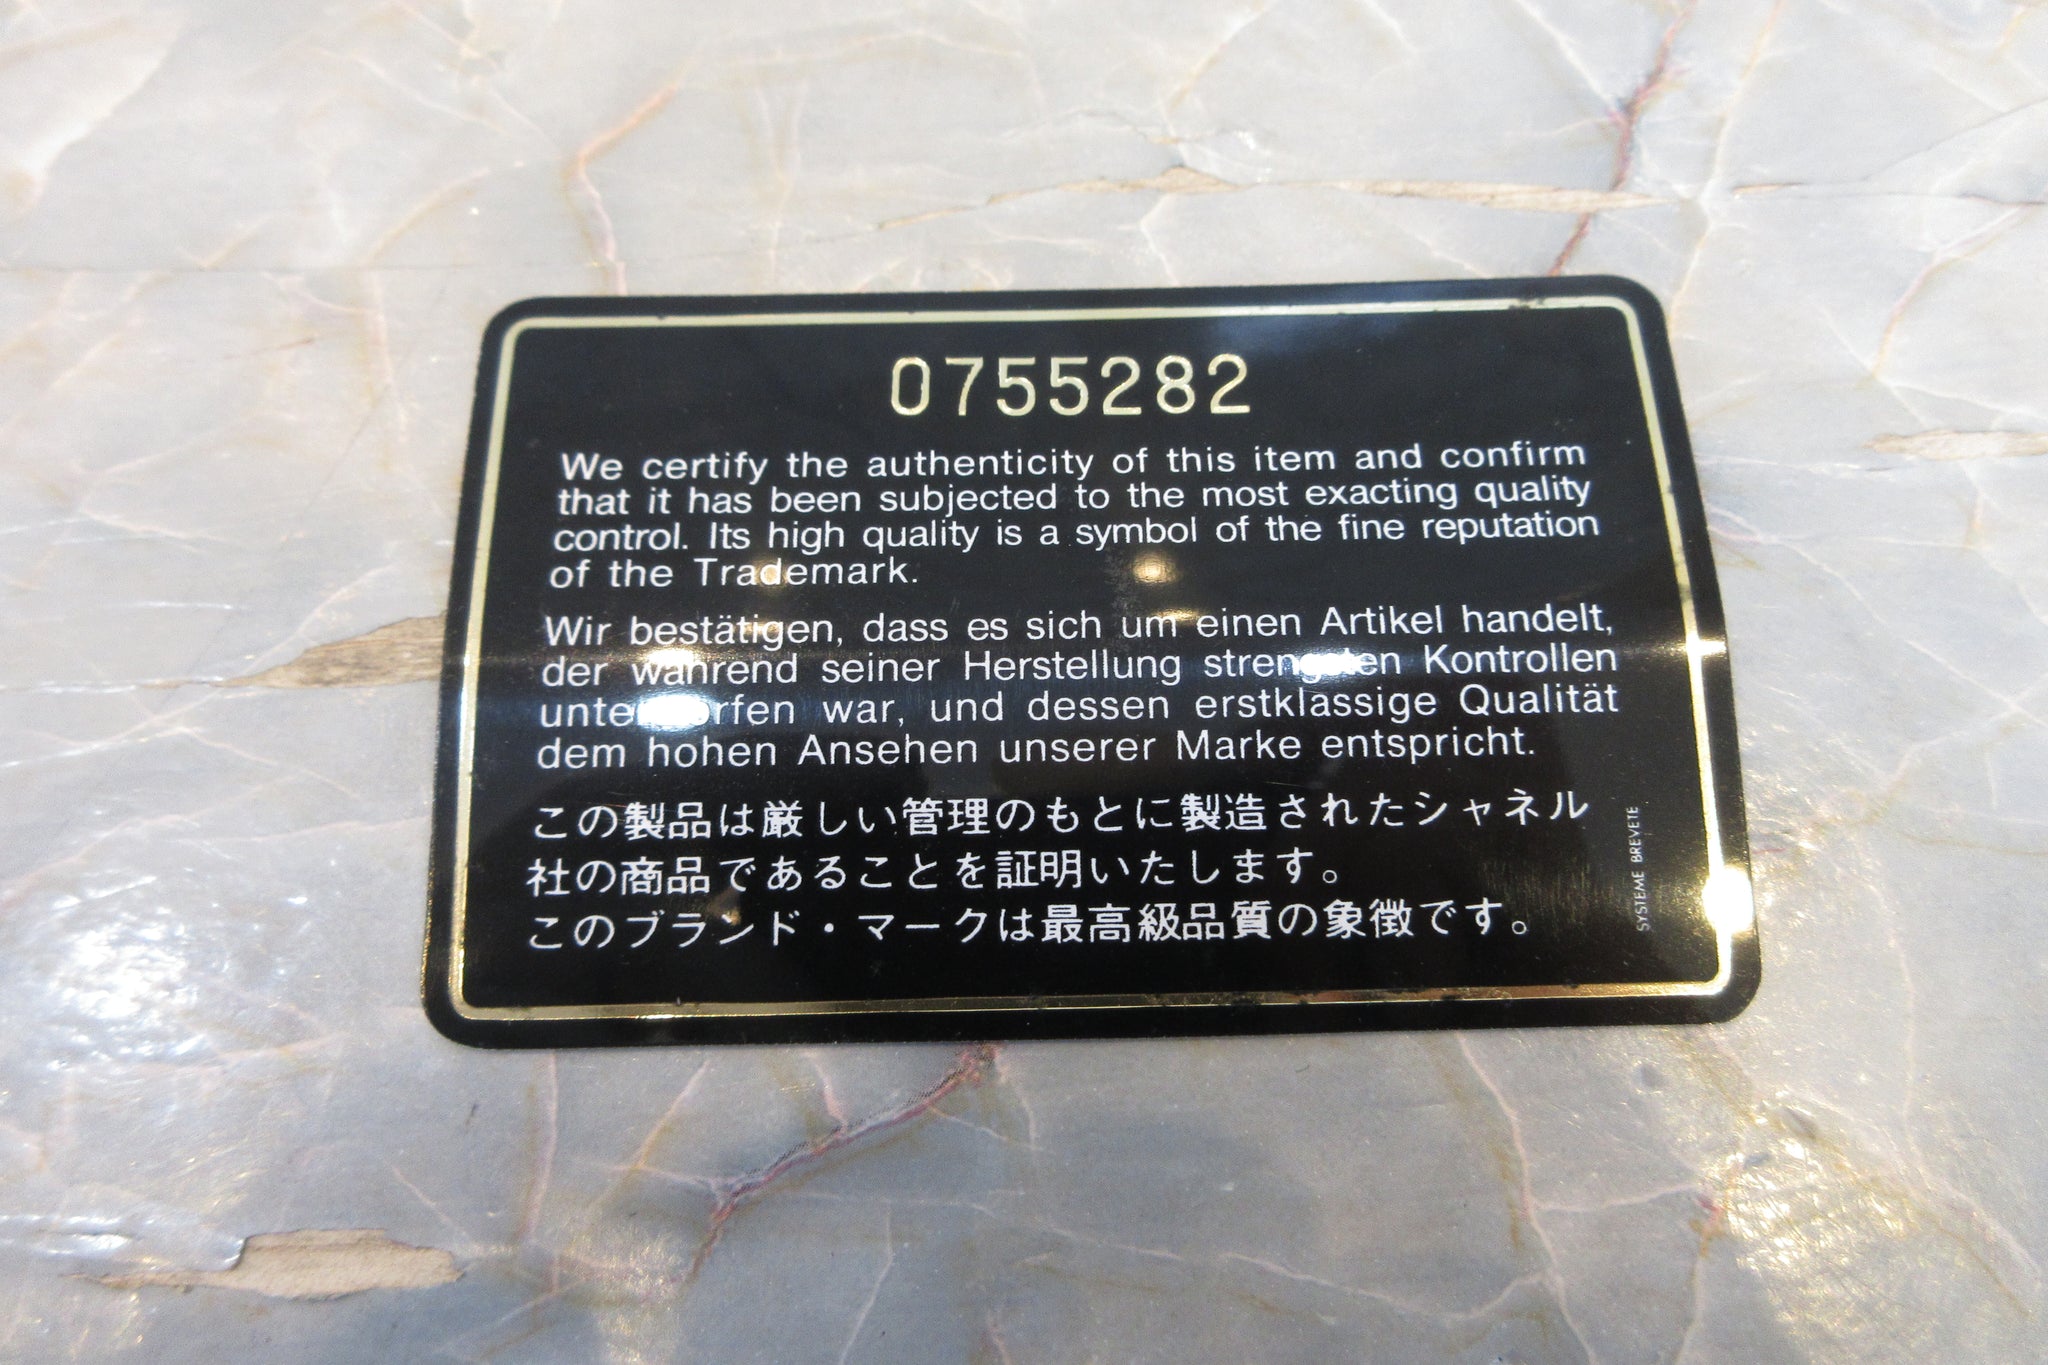 0755282
We certify the authenticity of this item and confirm
that it has been subjected to the most exacting quality
control. Its high quality is a symbol of the fine reputation
of the Trademark.
Wir bestätigen, dass es sich um einen Artikel handelt,
der während seiner Herstellung strengsten Kontrollen
unterworfen war, und dessen erstklassige Qualität
dem hohen Ansehen unserer Marke entspricht.
この製品は厳しい管理のもとに製造されたシャネル
社の商品であることを証明いたします。
このブランド・マークは最高級品質の象徴です。
SYSTEME BREVETE